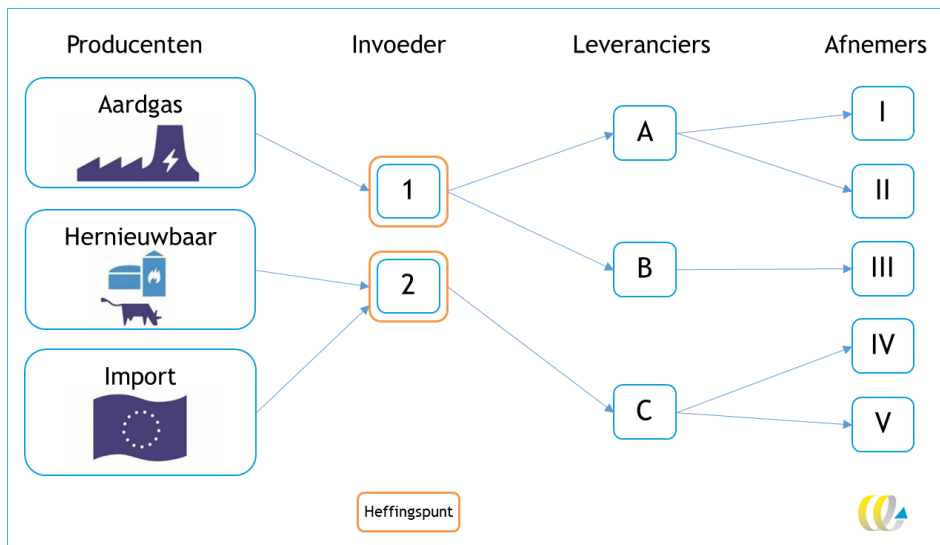 Producenten
Invoeder
Leveranciers
Afnemers
Aardgas
Hernieuwbaar
Import
1
2
A
B
C
I
II
III
IV
V
Heffingspunt